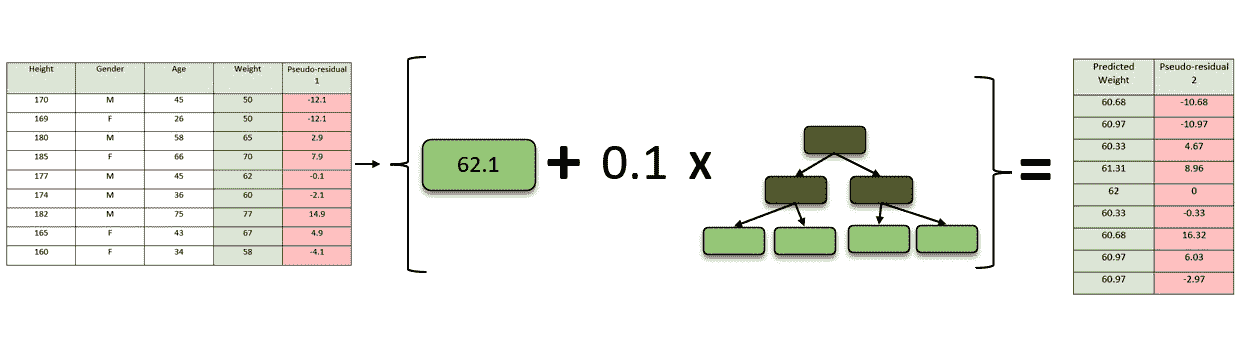 Height Gender Age Weight Pseudo-residual 1
170 M 45 50 -12.1
169 F 26 50 -12.1
180 M 58 65 2.9
185 F 66 70 7.9
177 M 45 62 -0.1
174 M 36 60 -2.1
182 M 75 77 14.9
165 F 43 67 4.9
160 F 34 58 -4.1
62.1 + 0.1 x =
Predicted Weight Pseudo-residual 2
60.68 -10.68
60.97 -10.97
60.33 4.67
61.31 8.96
62 0
60.33 -0.33
60.68 16.32
60.97 6.03
60.97 -2.97